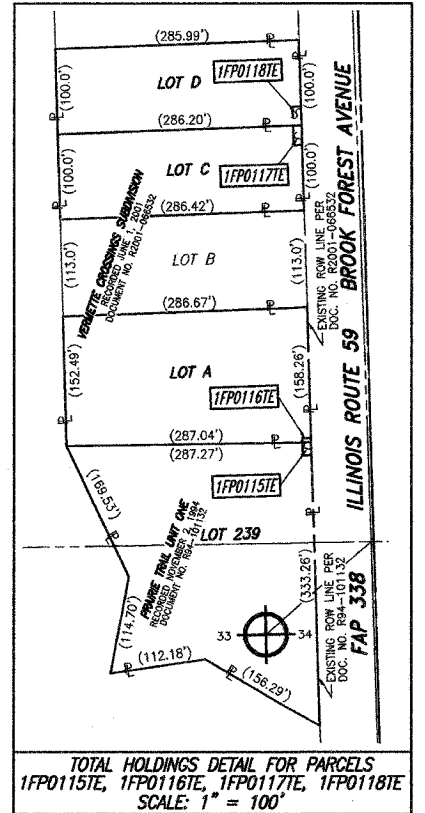 (285.99')
LOT D
1FP0118TE
(100.0')
(100.0')
(286.20')
LOT C
1FP0117TE
(100.0')
(100.0')
(286.42')
VERMETTE CROSSINGS SUBDIVISION
RECORDED JUNE 1, 2001
DOCUMENT NO. R2001-066532
LOT B
(113.0')
(113.0')
EXISTING ROW LINE PER
DOC. NO. R2001-066532
(286.67')
(152.49')
LOT A
(158.26')
1FP0116TE
(287.04')
(287.27')
1FP0115TE
(169.53')
PRAIRIE TRAIL UNIT ONE
RECORDED NOVEMBER 2, 1994
DOCUMENT NO. R94-101132
LOT 239
(333.26')
33
34
(114.70')
(112.18')
(156.29')
EXISTING ROW LINE PER
DOC. NO. R94-101132
ILLINOIS ROUTE 59 BROOK FOREST AVENUE
FAP 338
TOTAL HOLDINGS DETAIL FOR PARCELS
1FP0115TE, 1FP0116TE, 1FP0117TE, 1FP0118TE
SCALE: 1" = 100'